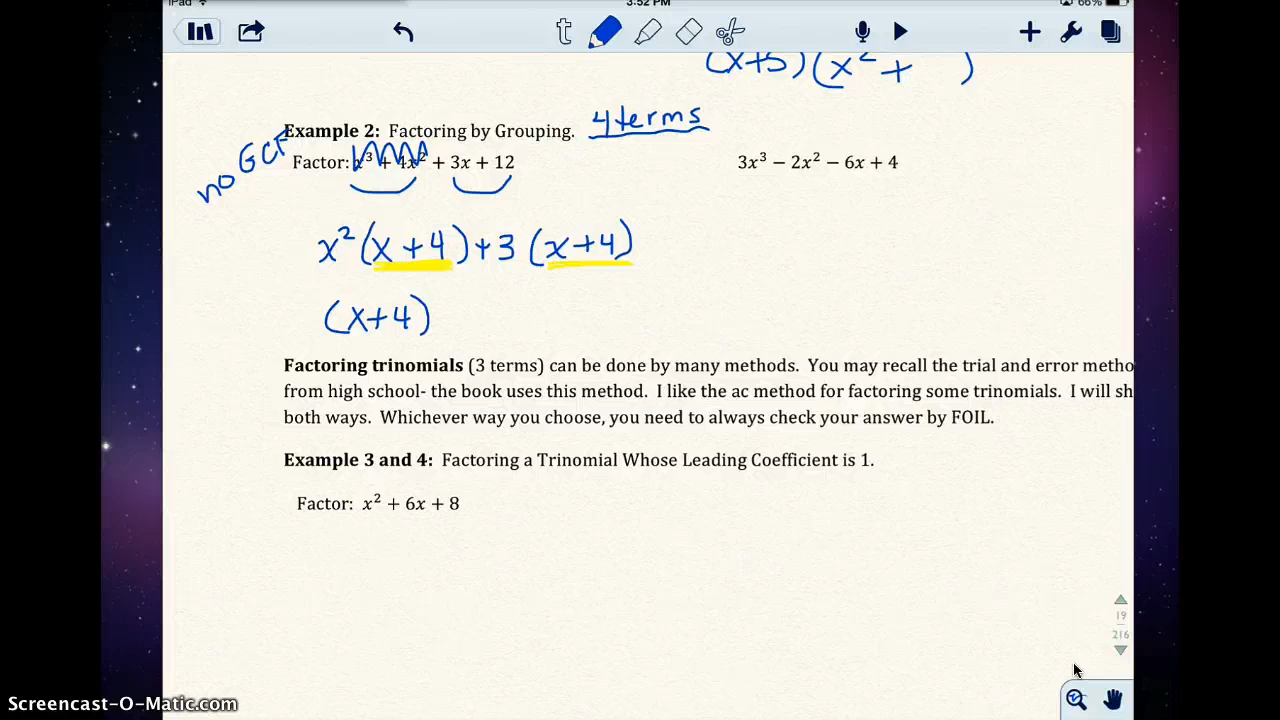 iPad 3:52 PM 66%
t
(x+5)(x² + )
Example 2: Factoring by Grouping. 4 terms
no GCF
Factor: x³ + 4x² + 3x + 12 3x³ − 2x² − 6x + 4
x²(x+4)+3(x+4)
(x+4)
Factoring trinomials (3 terms) can be done by many methods. You may recall the trial and error metho
from high school- the book uses this method. I like the ac method for factoring some trinomials. I will sh
both ways. Whichever way you choose, you need to always check your answer by FOIL.
Example 3 and 4: Factoring a Trinomial Whose Leading Coefficient is 1.
Factor: x² + 6x + 8
19
216
Screencast-O-Matic.com